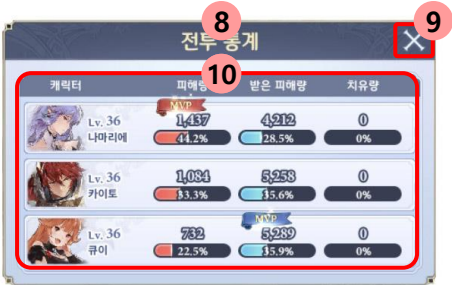 8
9
전투 통계
10
캐릭터 피해량 받은 피해량 치유량
MVP
Lv. 36 1,437 4,212 0
나마리에 44.2% 28.5% 0%
Lv. 36 1,084 5,258 0
카이토 33.3% 35.6% 0%
MVP
Lv. 36 732 5,289 0
큐이 22.5% 35.9% 0%